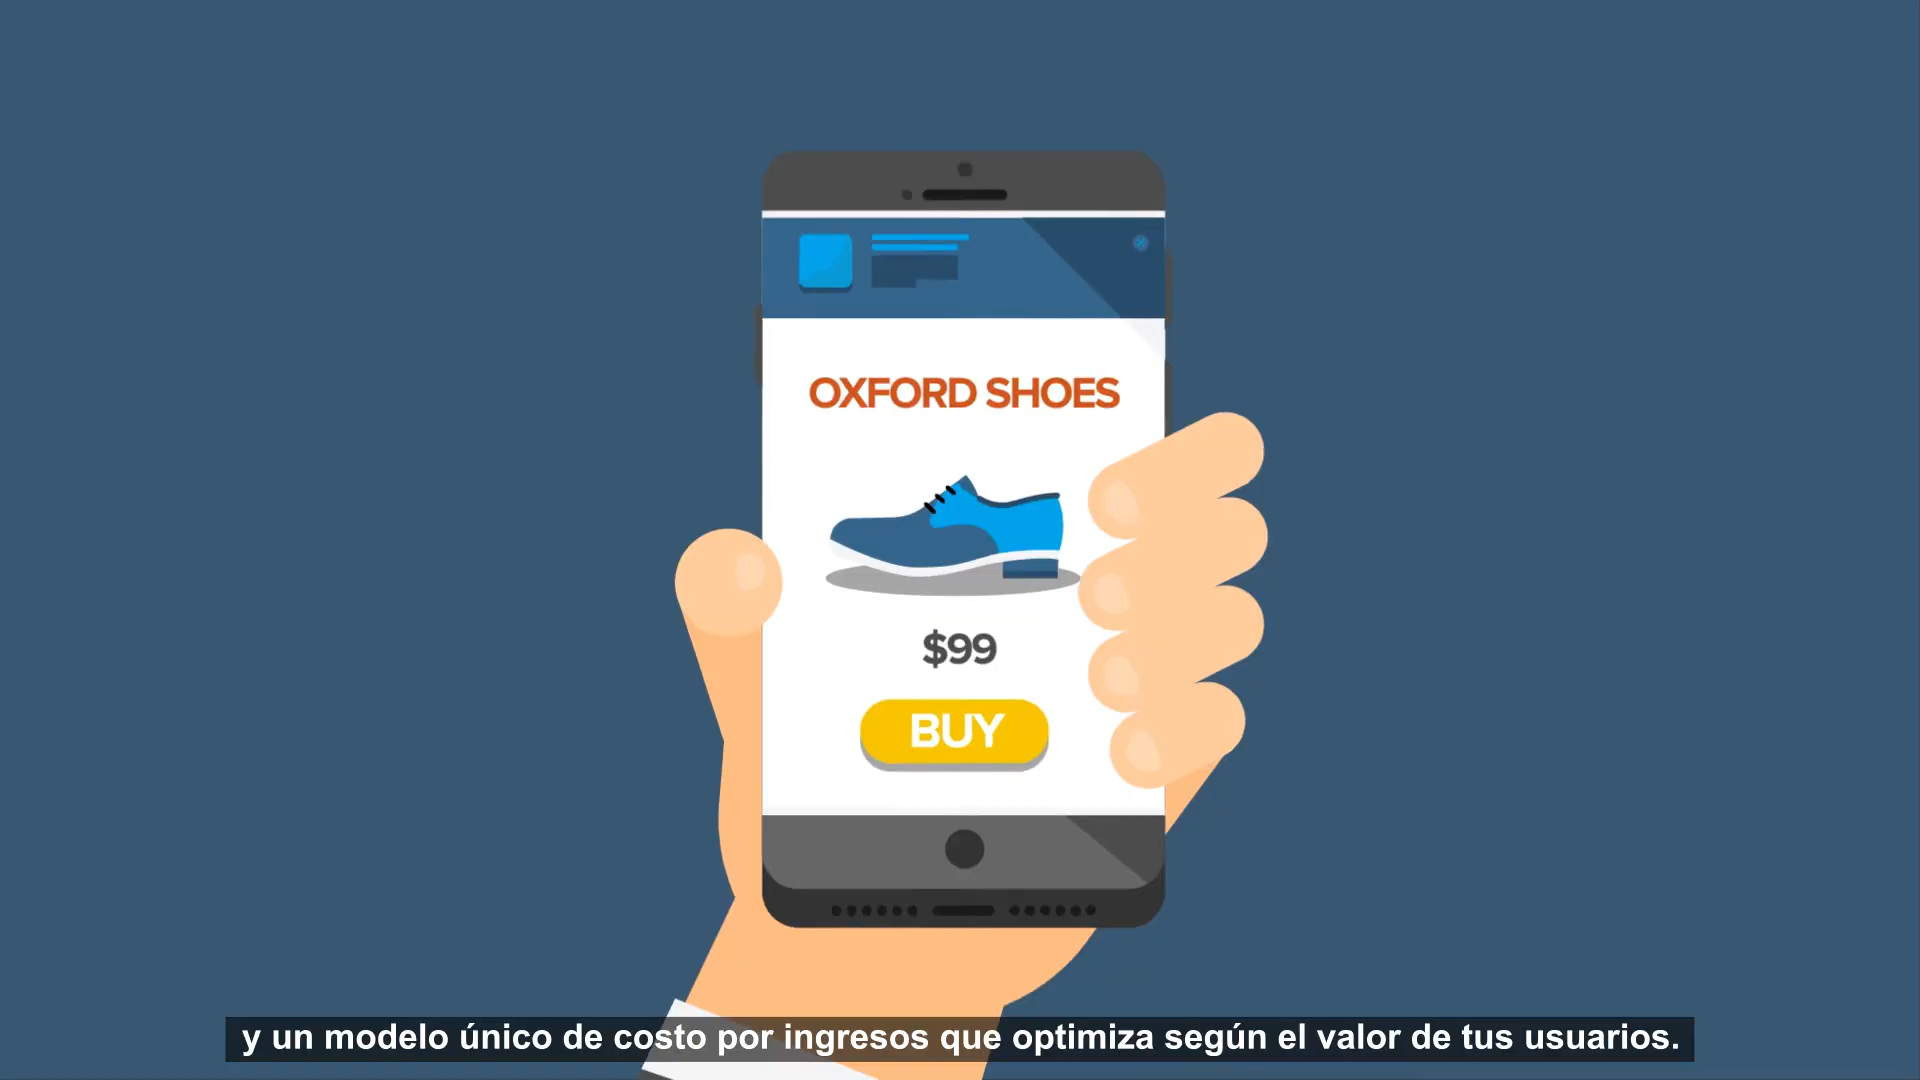 OXFORD SHOES
$99
BUY
y un modelo único de costo por ingresos que optimiza según el valor de tus usuarios.